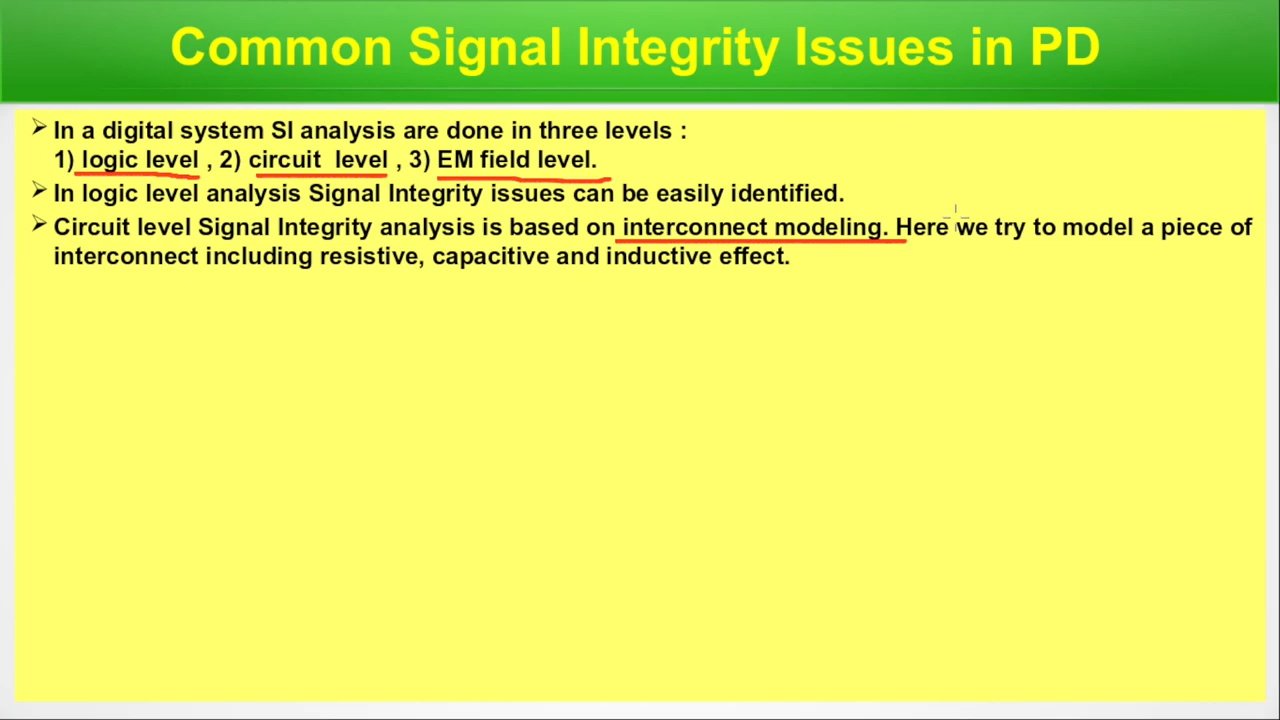 Common Signal Integrity Issues in PD
In a digital system SI analysis are done in three levels :
1) logic level , 2) circuit level , 3) EM field level.
In logic level analysis Signal Integrity issues can be easily identified.
Circuit level Signal Integrity analysis is based on interconnect modeling. Here we try to model a piece of
interconnect including resistive, capacitive and inductive effect.